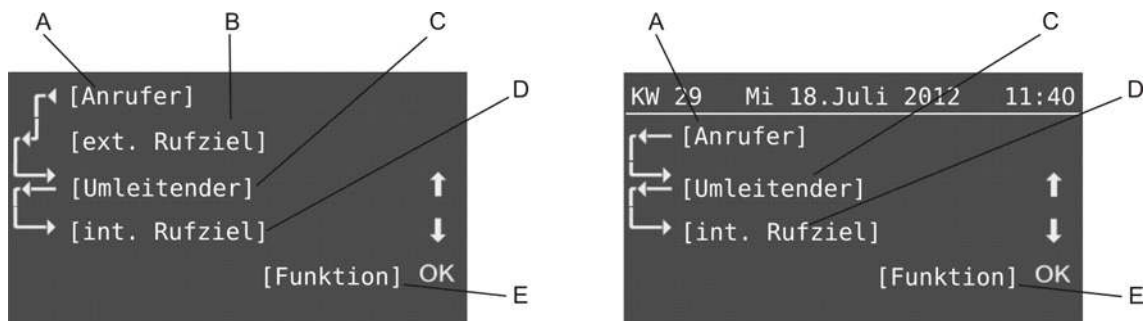 A
B
C
[Anrufer]
D
[ext. Rufziel]
[Umleitender]
[int. Rufziel]
[Funktion] OK
E
A
C
KW 29 Mi 18.Juli 2012 11:40
D
[Anrufer]
[Umleitender]
[int. Rufziel]
[Funktion] OK
E